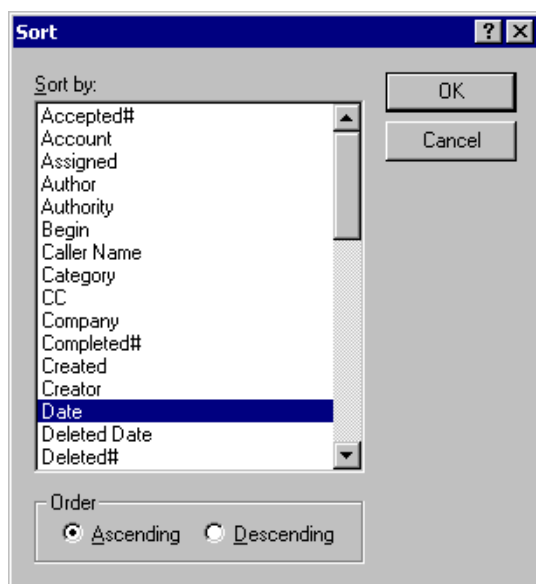 Sort
Sort by:
OK
Cancel
Accepted#
Account
Assigned
Author
Authority
Begin
Caller Name
Category
CC
Company
Completed#
Created
Creator
Date
Deleted Date
Deleted#
Order
Ascending Descending